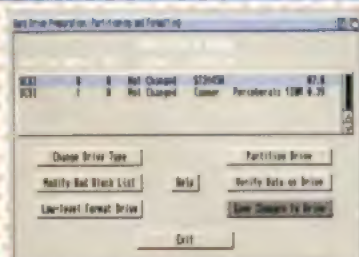 Hard Drive Preparation, Partitioning and Formatting
SCSI 0 0 Not Changed
SCSI 1 0 Not Changed Conner Peripherals
Change Drive Type
Partition Drive
Modify Bad Block List
Help
Verify Data on Drive
Low-level Format Drive
Save Changes to Drive
Exit